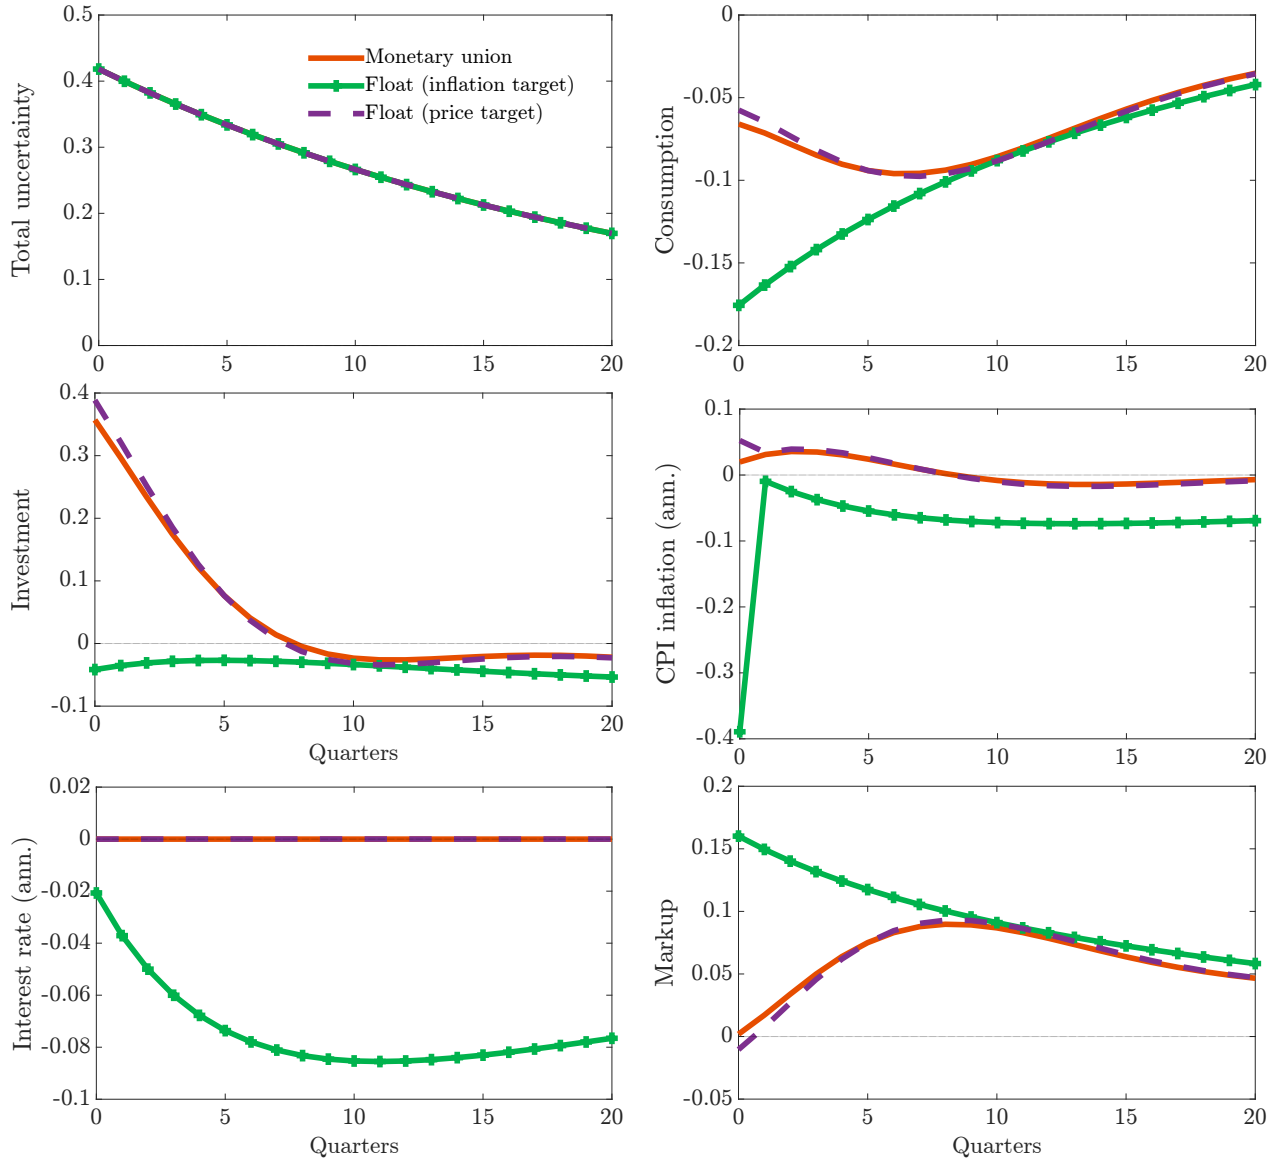 Total uncertainty
0.5
0.4
0.3
0.2
0.1
0
Monetary union
Float (inflation target)
Float (price target)
0 5 10 15 20
Consumption
0
-0.05
-0.1
-0.15
-0.2
0 5 10 15 20
Investment
0.4
0.3
0.2
0.1
0
-0.1
0 5 10 15 20
Quarters
CPI inflation (ann.)
0.1
0
-0.1
-0.2
-0.3
-0.4
0 5 10 15 20
Interest rate (ann.)
0.02
0
-0.02
-0.04
-0.06
-0.08
-0.1
0 5 10 15 20
Quarters
Markup
0.2
0.15
0.1
0.05
0
-0.05
0 5 10 15 20
Quarters